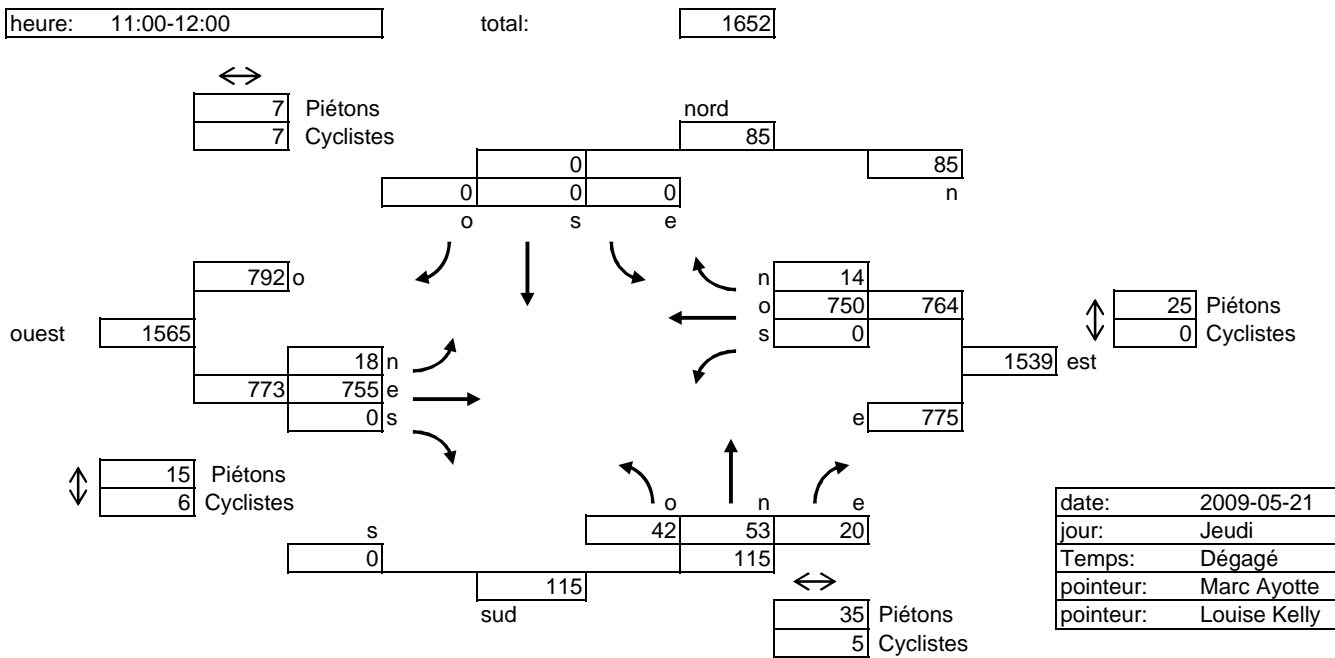 heure: 11:00-12:00 total: 1652
7 Piétons
7 Cyclistes
nord
85
0 85
0 0 0 n
o s e
792 o
n 14
o 750 764
s 0
25 Piétons
0 Cyclistes
ouest 1565
1539 est
18 n
773 755 e
0 s
e 775
15 Piétons
6 Cyclistes
o n e
42 53 20
s
0 115
115
sud
35 Piétons
5 Cyclistes
date: 2009-05-21
jour: Jeudi
Temps: Dégagé
pointeur: Marc Ayotte
pointeur: Louise Kelly